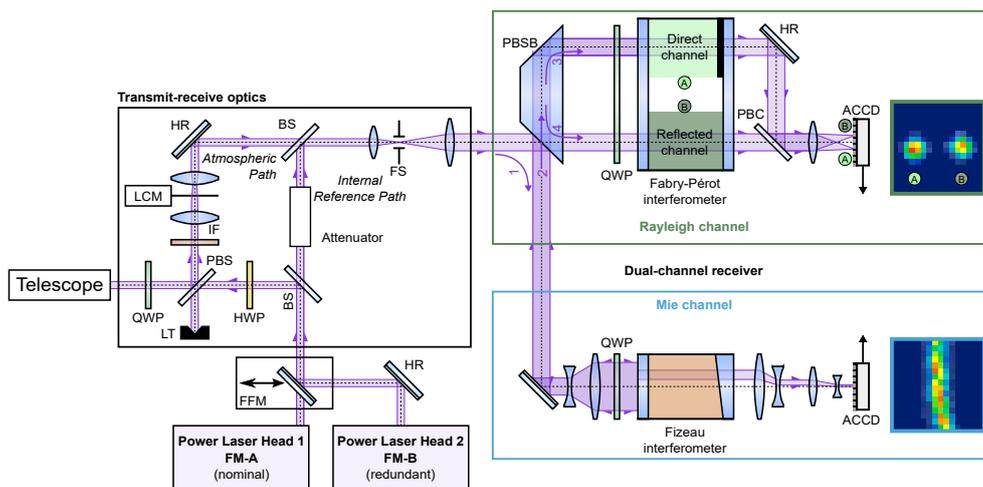 Transmit-receive optics
HR
BS
Atmospheric
Path
LCM
IF
FS
Internal
Reference Path
Attenuator
Telescope
QWP
PBS
HWP
BS
LT
FFM
HR
Power Laser Head 1
FM-A
(nominal)
Power Laser Head 2
FM-B
(redundant)
PBSB
Direct
channel
A
B
Reflected
channel
HR
PBC
ACCD
B
A
A
B
1
2
3
4
QWP
Fabry-Pérot
interferometer
Rayleigh channel
Dual-channel receiver
Mie channel
QWP
Fizeau
interferometer
ACCD